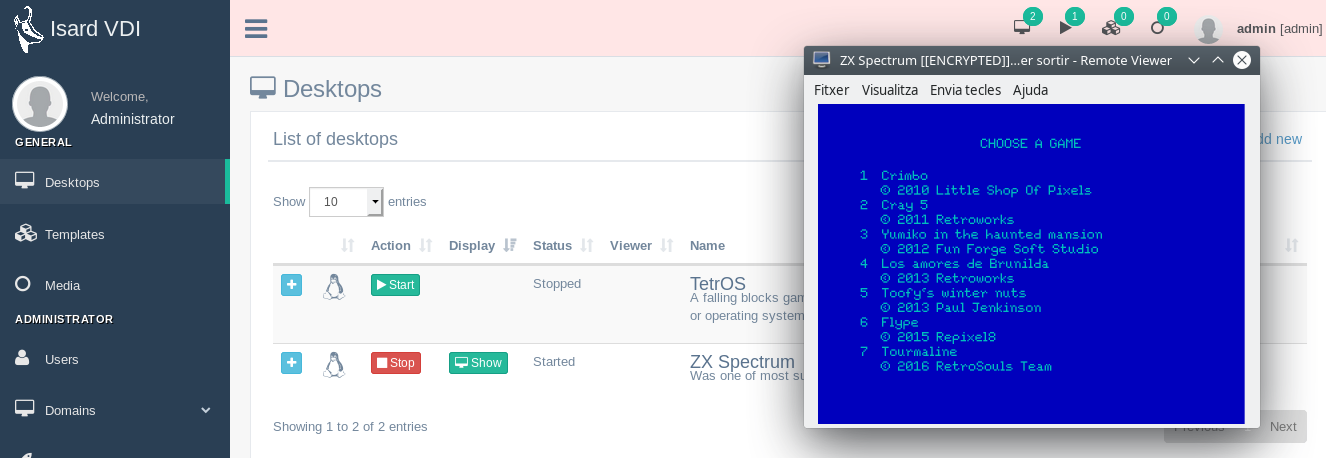 Isard VDI
2
1
0
0
admin [admin]
Welcome,
Administrator
GENERAL
Desktops
Templates
Media
ADMINISTRATOR
Users
Domains
Desktops
List of desktops
dd new
Show 10 entries
Action Display Status Viewer Name
Start Stopped TetrOS
A falling blocks gam
or operating system
Stop Show Started ZX Spectrum
Was one of most su
Showing 1 to 2 of 2 entries
Next
ZX Spectrum [[ENCRYPTED]]...er sortir - Remote Viewer
Fitxer Visualitza Envia tecles Ajuda
CHOOSE A GAME
1 Crimbo
© 2010 Little Shop Of Pixels
2 Cray 5
© 2011 Retroworks
3 Yumiko in the haunted mansion
© 2012 Fun Forge Soft Studio
4 Los amores de Brunilda
© 2013 Retroworks
5 Toofy's winter nuts
© 2013 Paul Jenkinson
6 Flype
© 2015 Repixel8
7 Tourmaline
© 2016 RetroSouls Team